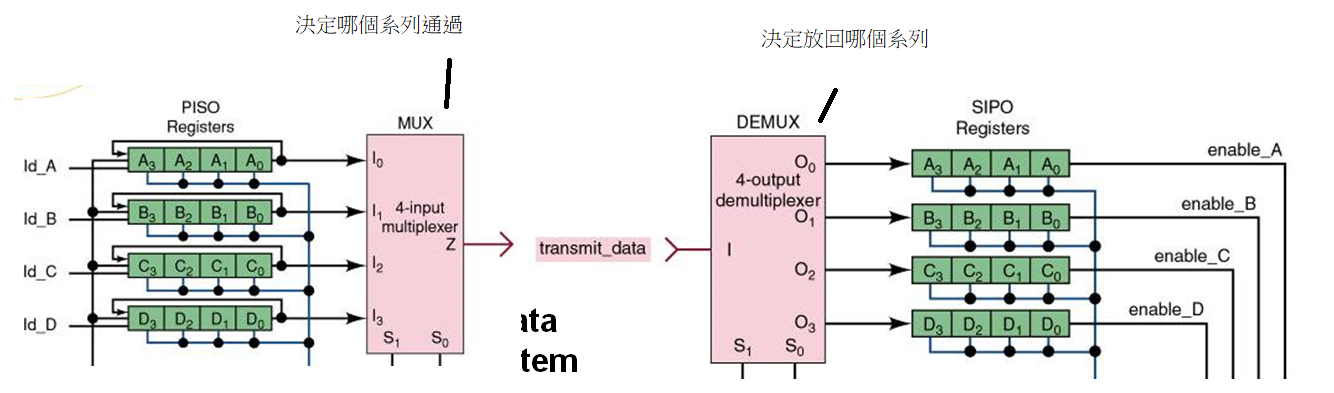 決定哪個系列通過
決定放回哪個系列
PISO
Registers
MUX
DEMUX
SIPO
Registers
ld_A
A3 A2 A1 A0
I0
ld_B
B3 B2 B1 B0
I1
ld_C
C3 C2 C1 C0
I2
ld_D
D3 D2 D1 D0
I3
4-input
multiplexer
Z
S1 S0
transmit_data
ata
tem
I
4-output
demultiplexer
O0
O1
O2
O3
S1 S0
A3 A2 A1 A0
enable_A
B3 B2 B1 B0
enable_B
C3 C2 C1 C0
enable_C
D3 D2 D1 D0
enable_D